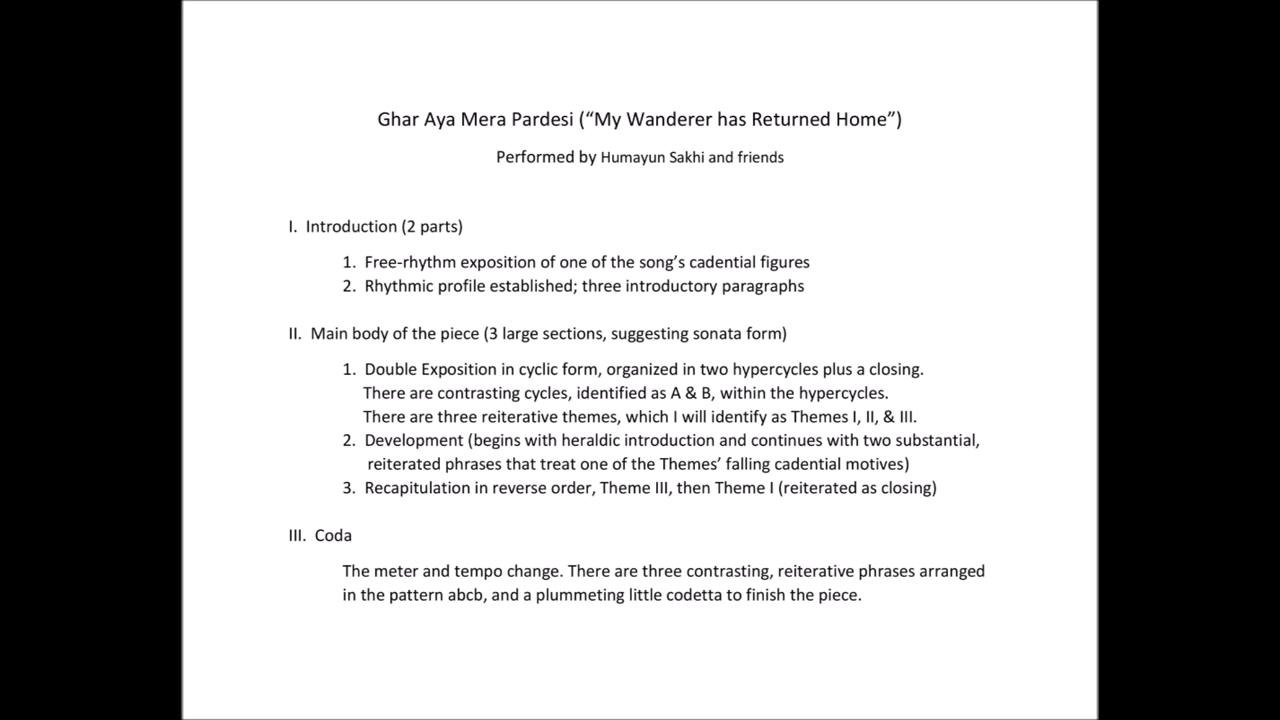 Ghar Aya Mera Pardesi (“My Wanderer has Returned Home”)
Performed by Humayun Sakhi and friends
I. Introduction (2 parts)
1. Free-rhythm exposition of one of the song’s cadential figures
2. Rhythmic profile established; three introductory paragraphs
II. Main body of the piece (3 large sections, suggesting sonata form)
1. Double Exposition in cyclic form, organized in two hypercycles plus a closing.
There are contrasting cycles, identified as A & B, within the hypercycles.
There are three reiterative themes, which I will identify as Themes I, II, & III.
2. Development (begins with heraldic introduction and continues with two substantial,
reiterated phrases that treat one of the Themes’ falling cadential motives)
3. Recapitulation in reverse order, Theme III, then Theme I (reiterated as closing)
III. Coda
The meter and tempo change. There are three contrasting, reiterative phrases arranged
in the pattern abcb, and a plummeting little codetta to finish the piece.